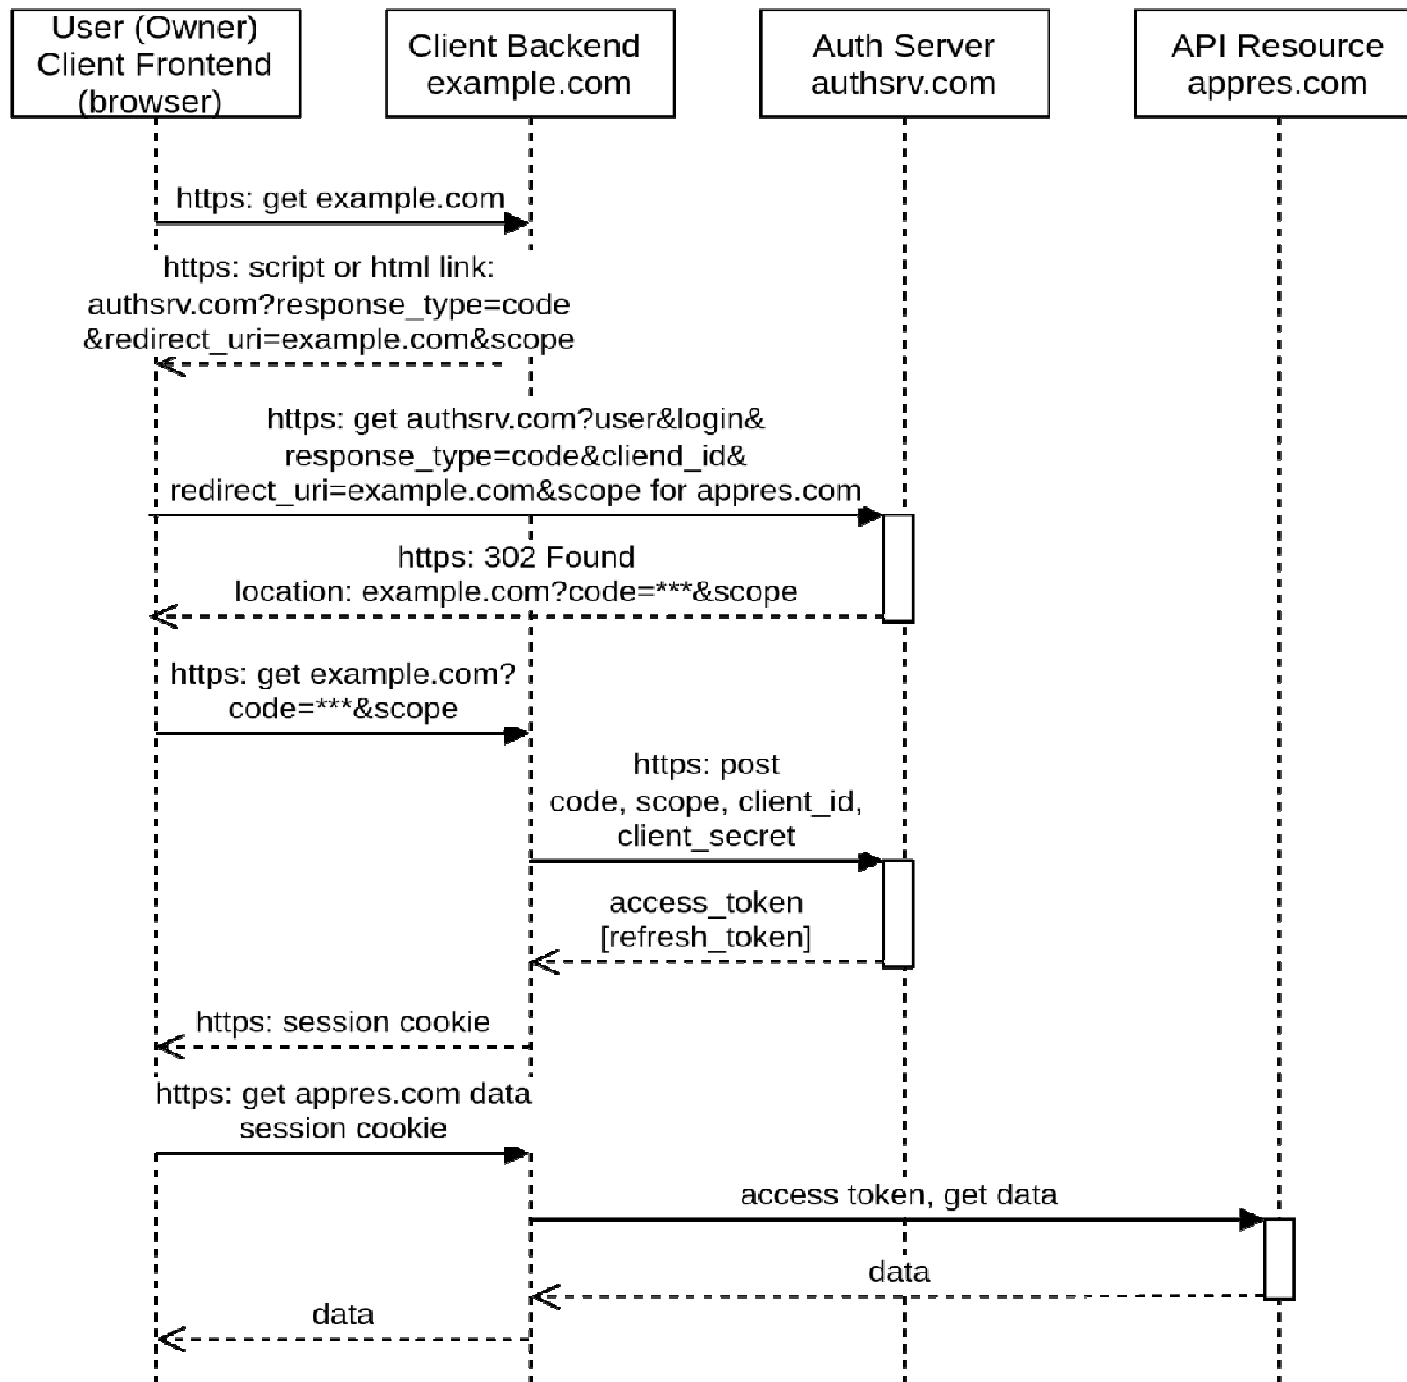 User (Owner)
Client Frontend
(browser)
Client Backend
example.com
Auth Server
authsrv.com
API Resource
appres.com
https: get example.com
https: script or html link:
authsrv.com?response_type=code
&redirect_uri=example.com&scope
https: get authsrv.com?user&login&
response_type=code&cliend_id&
redirect_uri=example.com&scope for appres.com
https: 302 Found
location: example.com?code=***&scope
https: get example.com?
code=***&scope
https: post
code, scope, client_id,
client_secret
access_token
[refresh_token]
https: session cookie
https: get appres.com data
session cookie
access token, get data
data
data